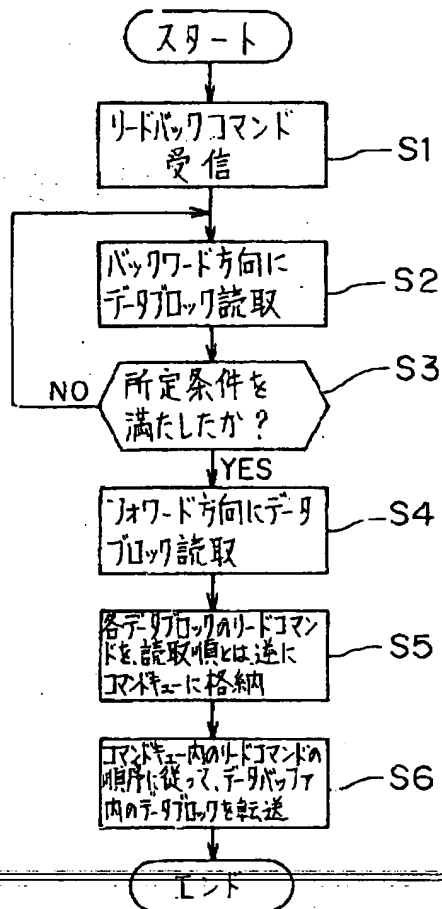 スタート
リードバックコマンド
受信
S1
バックワード方向に
データブロック読取
S2
所定条件を
満たしたか?
S3
NO
YES
フォワード方向にデータ
ブロック読取
S4
各データブロックのリードコマン
ドを、読取順とは、逆に
コマンドキューに格納
S5
コマンドキュー内のリードコマンドの
順序に従って、データバッファ
内のデータブロックを転送
S6
エンド